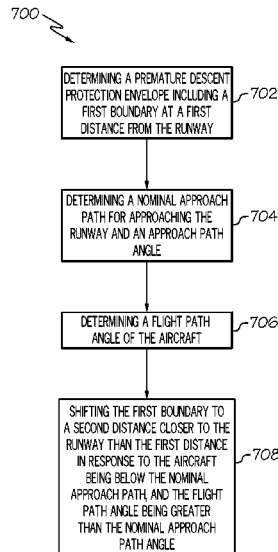 700
DETERMINING A PREMATURE DESCENT
PROTECTION ENVELOPE INCLUDING A
FIRST BOUNDARY AT A FIRST
DISTANCE FROM THE RUNWAY
702
DETERMINING A NOMINAL APPROACH
PATH FOR APPROACHING THE
RUNWAY AND AN APPROACH PATH
ANGLE
704
DETERMINING A FLIGHT PATH
ANGLE OF THE AIRCRAFT
706
SHIFTING THE FIRST BOUNDARY TO
A SECOND DISTANCE CLOSER TO THE
RUNWAY THAN THE FIRST DISTANCE
IN RESPONSE TO THE AIRCRAFT
BEING BELOW THE NOMINAL
APPROACH PATH, AND THE FLIGHT
PATH ANGLE BEING GREATER
THAN THE NOMINAL APPROACH
PATH ANGLE
708